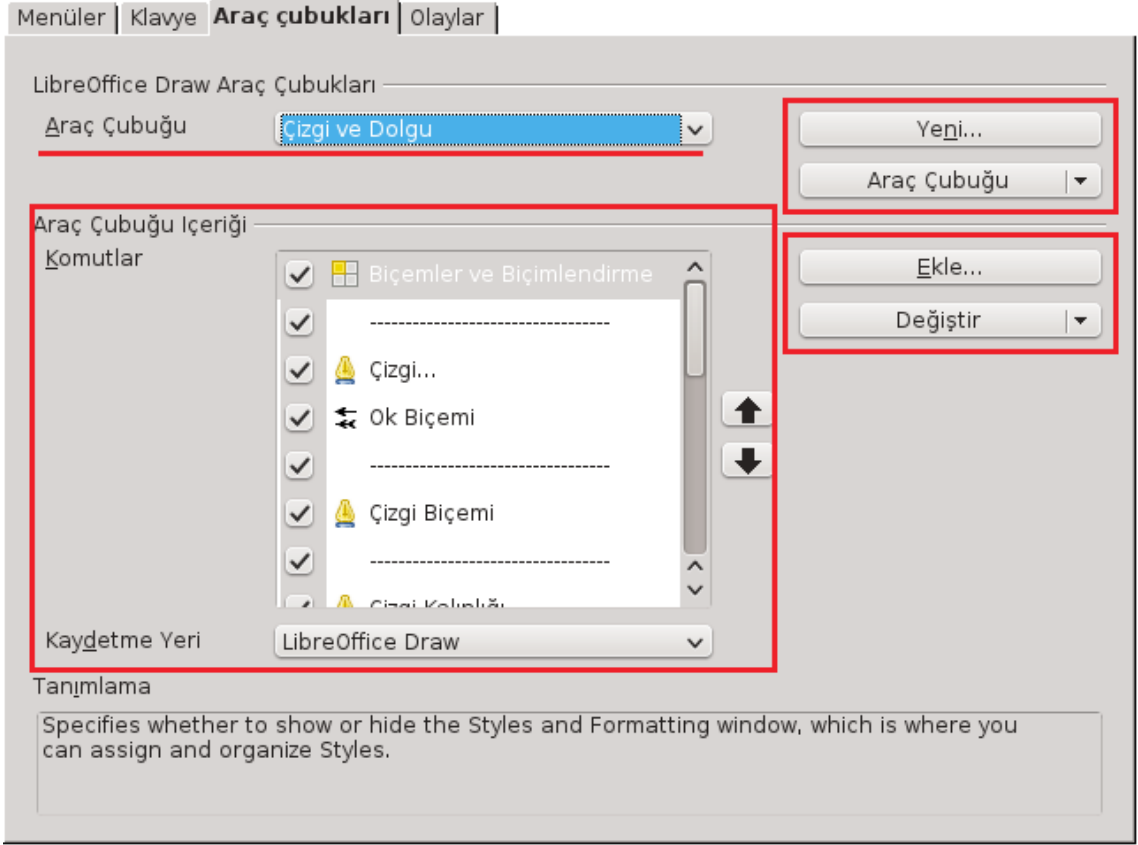 Menüler Klavye Araç çubukları Olaylar
LibreOffice Draw Araç Çubukları
Araç Çubuğu Çizgi ve Dolgu Yeni...
Araç Çubuğu
Araç Çubuğu Içeriği
Komutlar Biçemler ve Biçimlendirme Ekle...
---------------------------------- Değiştir
Çizgi...
Ok Biçemi
----------------------------------
Çizgi Biçemi
----------------------------------
Çizgi Kalınlığı
Kaydetme Yeri LibreOffice Draw
Tanımlama
Specifies whether to show or hide the Styles and Formatting window, which is where you
can assign and organize Styles.